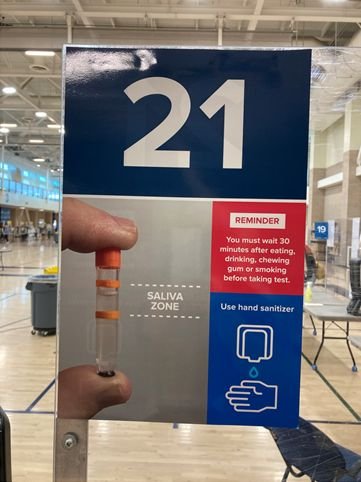 21
REMINDER
You must wait 30
minutes after eating,
drinking, chewing
gum or smoking
before taking test.
SALIVA
ZONE
Use hand sanitizer
19